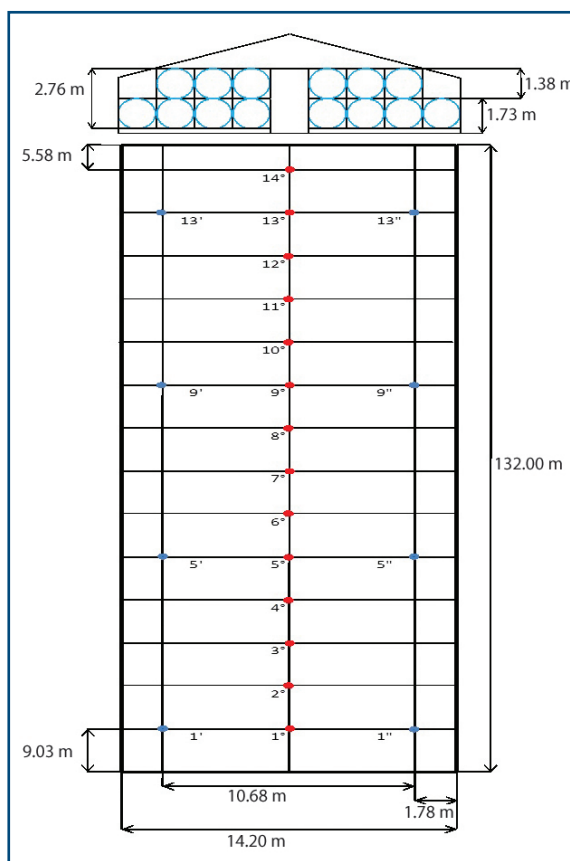 2.76 m
1.38 m
1.73 m
5.58 m
14°
13' 13° 13"
12°
11°
10°
9' 9° 9"
8°
7°
132.00 m
6°
5' 5° 5"
4°
3°
2°
1' 1° 1"
9.03 m
10.68 m
1.78 m
14.20 m